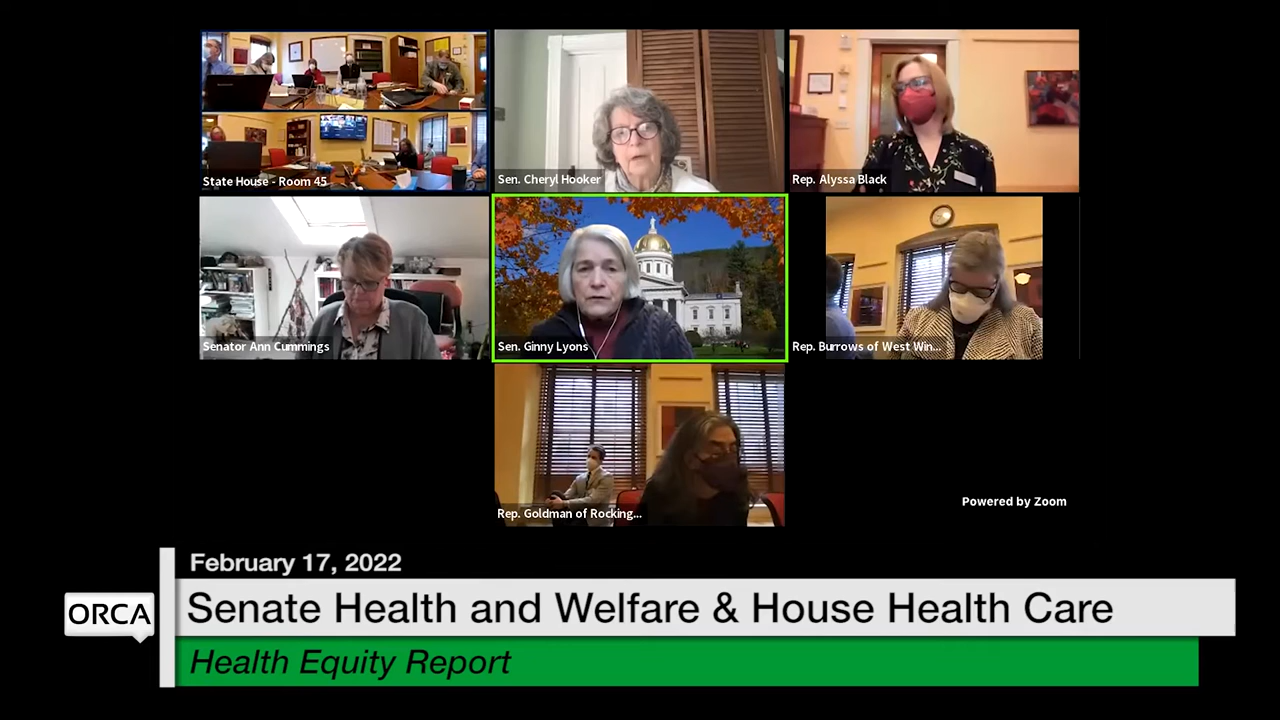 State House - Room 45
Sen. Cheryl Hooker
Rep. Alyssa Black
Senator Ann Cummings
Sen. Ginny Lyons
Rep. Burrows of West Win...
Rep. Goldman of Rocking...
Powered by Zoom
February 17, 2022
ORCA
Senate Health and Welfare & House Health Care
Health Equity Report